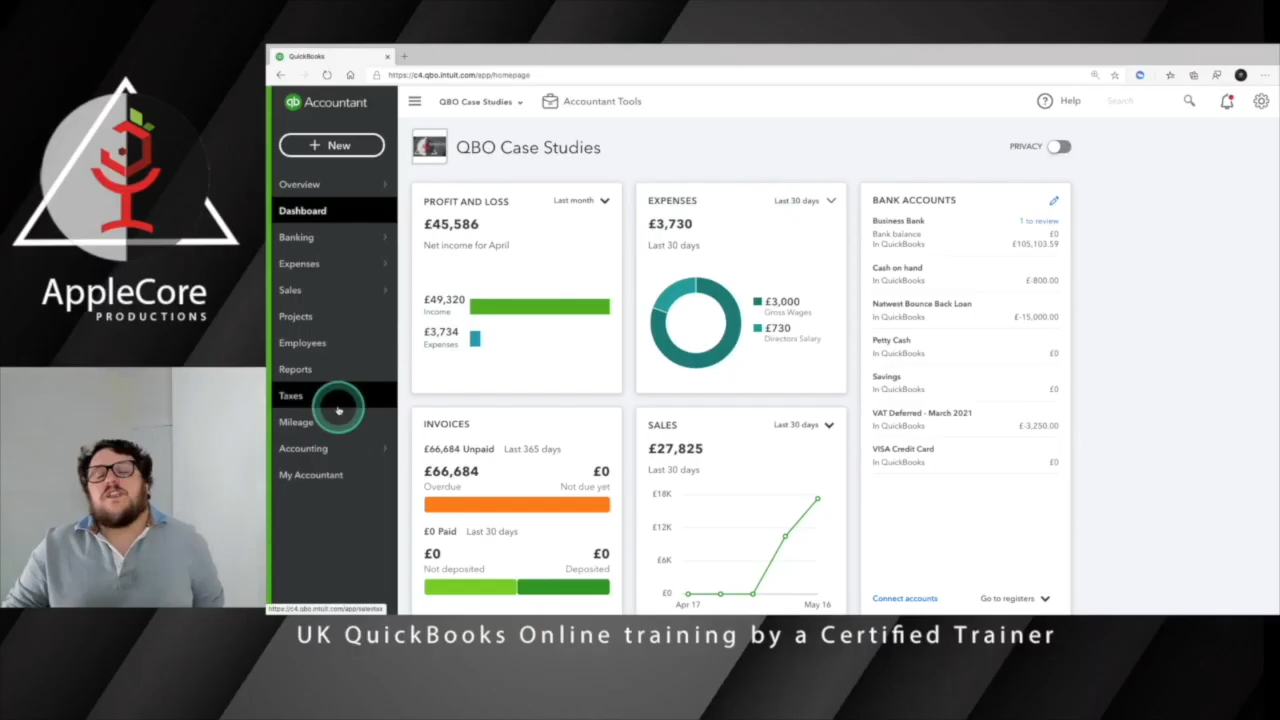 AppleCore
PRODUCTIONS
QuickBooks
https://c4.qbo.intuit.com/app/homepage
qb Accountant
QBO Case Studies
Accountant Tools
Help
Search
+ New
Overview
Dashboard
Banking
Expenses
Sales
Projects
Employees
Reports
Taxes
Mileage
Accounting
My Accountant
https://c4.qbo.intuit.com/app/salestax
QBO Case Studies
PRIVACY
PROFIT AND LOSS
Last month
£45,586
Net income for April
£49,320
Income
£3,734
Expenses
EXPENSES
Last 30 days
£3,730
Last 30 days
£3,000
Gross Wages
£730
Directors Salary
BANK ACCOUNTS
Business Bank 1 to review
Bank balance £0
In QuickBooks £105,103.59
Cash on hand
In QuickBooks £-800.00
Natwest Bounce Back Loan
In QuickBooks £-15,000.00
Petty Cash
In QuickBooks £0
Savings
In QuickBooks £0
VAT Deferred - March 2021
In QuickBooks £-3,250.00
VISA Credit Card
In QuickBooks £0
Connect accounts Go to registers
INVOICES
£66,684 Unpaid Last 365 days
£66,684 £0
Overdue Not due yet
£0 Paid Last 30 days
£0 £0
Not deposited Deposited
SALES
Last 30 days
£27,825
Last 30 days
£18K
£12K
£6K
£0
Apr 17 May 16
UK QuickBooks Online training by a Certified Trainer